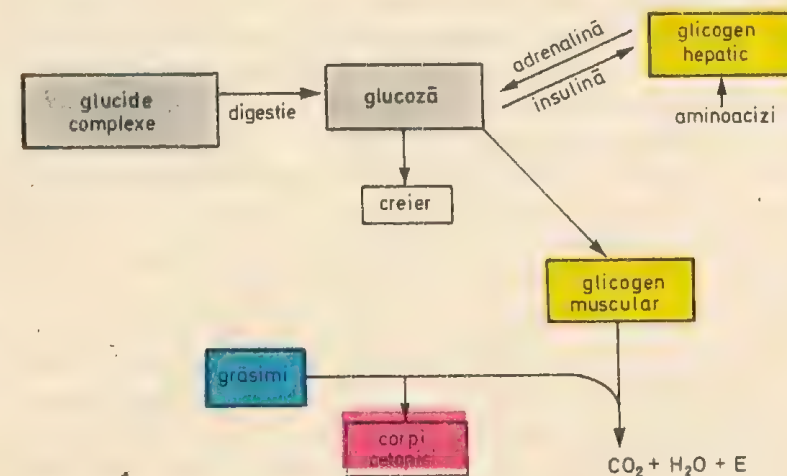 glicogen
hepatic
adrenalină
insulină
aminoacizi
glucide
complexe
digestie
glucoză
creier
glicogen
muscular
grăsimi
corpi
cetonici
CO₂ + H₂O + E